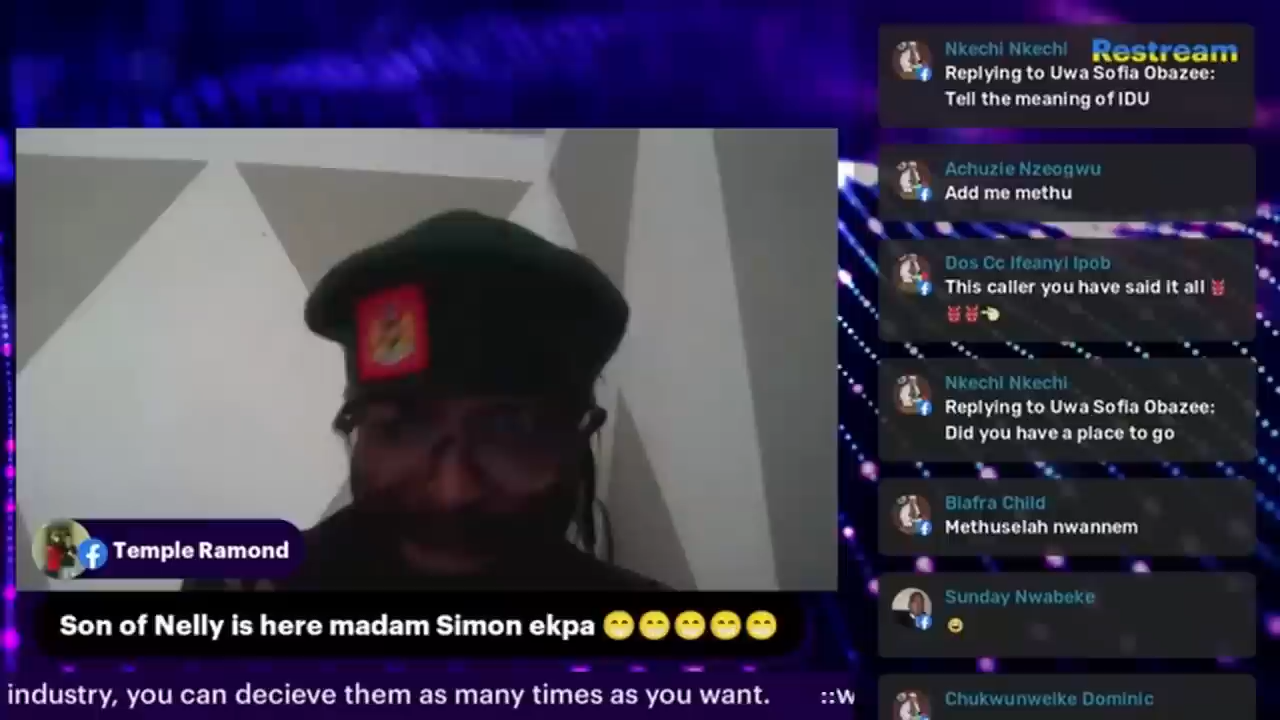 Temple Ramond
Son of Nelly is here madam Simon ekpa 😁😁😁😁😁
industry, you can decieve them as many times as you want. ::w
Restream
Nkechi Nkechi
Replying to Uwa Sofia Obazee:
Tell the meaning of IDU
Achuzie Nzeogwu
Add me methu
Dos Cc Ifeanyi Ipob
This caller you have said it all 👹
👹👹👈
Nkechi Nkechi
Replying to Uwa Sofia Obazee:
Did you have a place to go
Biafra Child
Methuselah nwannem
Sunday Nwabeke
😄
Chukwunweike Dominic